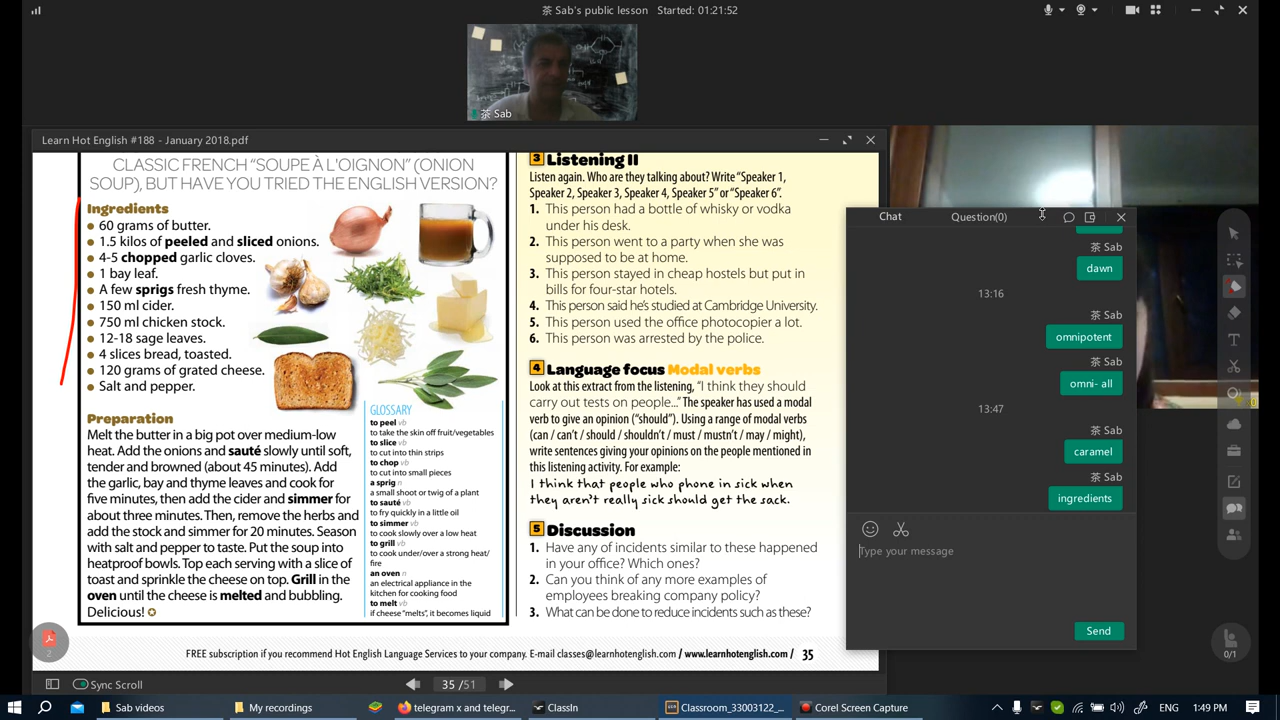 茶 Sab's public lesson Started: 01:21:52
茶 Sab
Learn Hot English #188 - January 2018.pdf
CLASSIC FRENCH “SOUPE À L'OIGNON” (ONION
SOUP), BUT HAVE YOU TRIED THE ENGLISH VERSION?
Ingredients
60 grams of butter.
1.5 kilos of peeled and sliced onions.
4-5 chopped garlic cloves.
1 bay leaf.
A few sprigs fresh thyme.
150 ml cider.
750 ml chicken stock.
12-18 sage leaves.
4 slices bread, toasted.
120 grams of grated cheese.
Salt and pepper.
Preparation
Melt the butter in a big pot over medium-low
heat. Add the onions and sauté slowly until soft,
tender and browned (about 45 minutes). Add
the garlic, bay and thyme leaves and cook for
five minutes, then add the cider and simmer for
about three minutes. Then, remove the herbs and
add the stock and simmer for 20 minutes. Season
with salt and pepper to taste. Put the soup into
heatproof bowls. Top each serving with a slice of
toast and sprinkle the cheese on top. Grill in the
oven until the cheese is melted and bubbling.
Delicious!
GLOSSARY
to peel vb
to take the skin off fruit/vegetables
to slice vb
to cut into thin strips
to chop vb
to cut into small pieces
a sprig n
a small shoot or twig of a plant
to sauté vb
to fry quickly in a little oil
to simmer vb
to cook slowly over a low heat
to grill vb
to cook under/over a strong heat/
fire
an oven n
an electrical appliance in the
kitchen for cooking food
to melt vb
if cheese “melts”, it becomes liquid
3 Listening II
Listen again. Who are they talking about? Write “Speaker 1,
Speaker 2, Speaker 3, Speaker 4, Speaker 5” or “Speaker 6”.
1. This person had a bottle of whisky or vodka
under his desk.
2. This person went to a party when she was
supposed to be at home.
3. This person stayed in cheap hostels but put in
bills for four-star hotels.
4. This person said he's studied at Cambridge University.
5. This person used the office photocopier a lot.
6. This person was arrested by the police.
4 Language focus Modal verbs
Look at this extract from the listening, “I think they should
carry out tests on people...” The speaker has used a modal
verb to give an opinion (“should”). Using a range of modal verbs
(can / can't / should / shouldn't / must / mustn't / may / might),
write sentences giving your opinions on the people mentioned in
this listening activity. For example:
I think that people who phone in sick when
they aren't really sick should get the sack.
5 Discussion
1. Have any of incidents similar to these happened
in your office? Which ones?
2. Can you think of any more examples of
employees breaking company policy?
3. What can be done to reduce incidents such as these?
FREE subscription if you recommend Hot English Language Services to your company. E-mail classes@learnhotenglish.com / www.learnhotenglish.com / 35
2
Sync Scroll
35 /51
Chat Question(0)
茶 Sab
dawn
13:16
茶 Sab
omnipotent
茶 Sab
omni- all
13:47
茶 Sab
caramel
茶 Sab
ingredients
Type your message
Send
0/1
Sab videos
My recordings
telegram x and telegr...
ClassIn
Classroom_33003122_...
Corel Screen Capture
1:49 PM